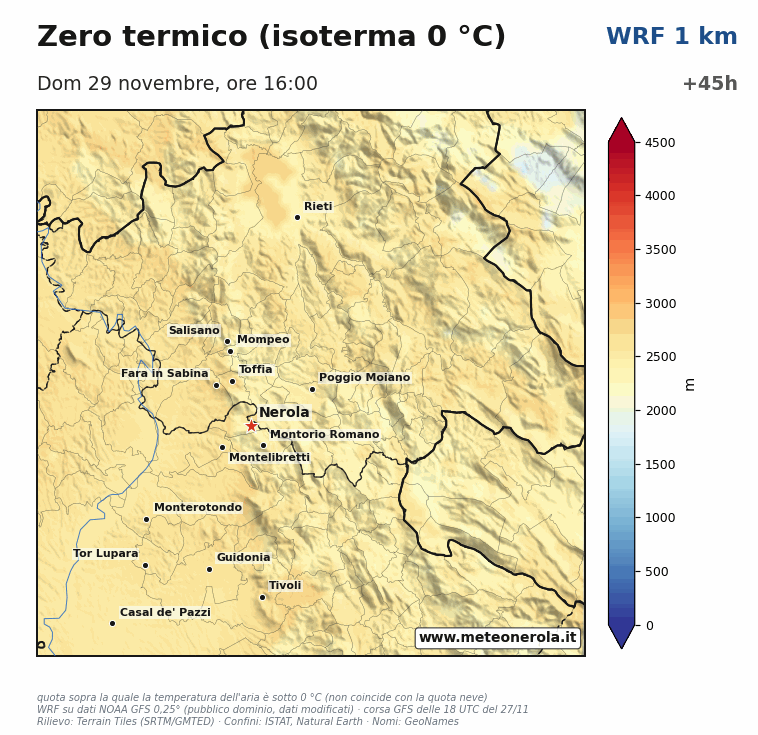 Zero termico (isoterma 0 °C)
WRF 1 km
Dom 29 novembre, ore 16:00
+45h
Rieti
Salisano
Mompeo
Toffia
Fara in Sabina
Poggio Moiano
Nerola
Montorio Romano
Montelibretti
Monterotondo
Tor Lupara
Guidonia
Tivoli
Casal de' Pazzi
www.meteonerola.it
4500
4000
3500
3000
2500
2000
1500
1000
500
0
m
quota sopra la quale la temperatura dell'aria è sotto 0 °C (non coincide con la quota neve)
WRF su dati NOAA GFS 0,25° (pubblico dominio, dati modificati) · corsa GFS delle 18 UTC del 27/11
Rilievo: Terrain Tiles (SRTM/GMTED) · Confini: ISTAT, Natural Earth · Nomi: GeoNames